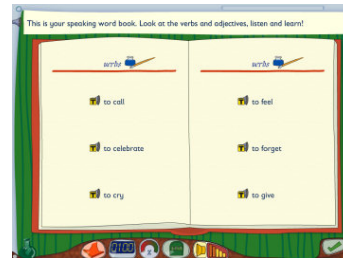 This is your speaking word book. Look at the verbs and adjectives, listen and learn!
verbs
to call
to celebrate
to cry
verbs
to feel
to forget
to give